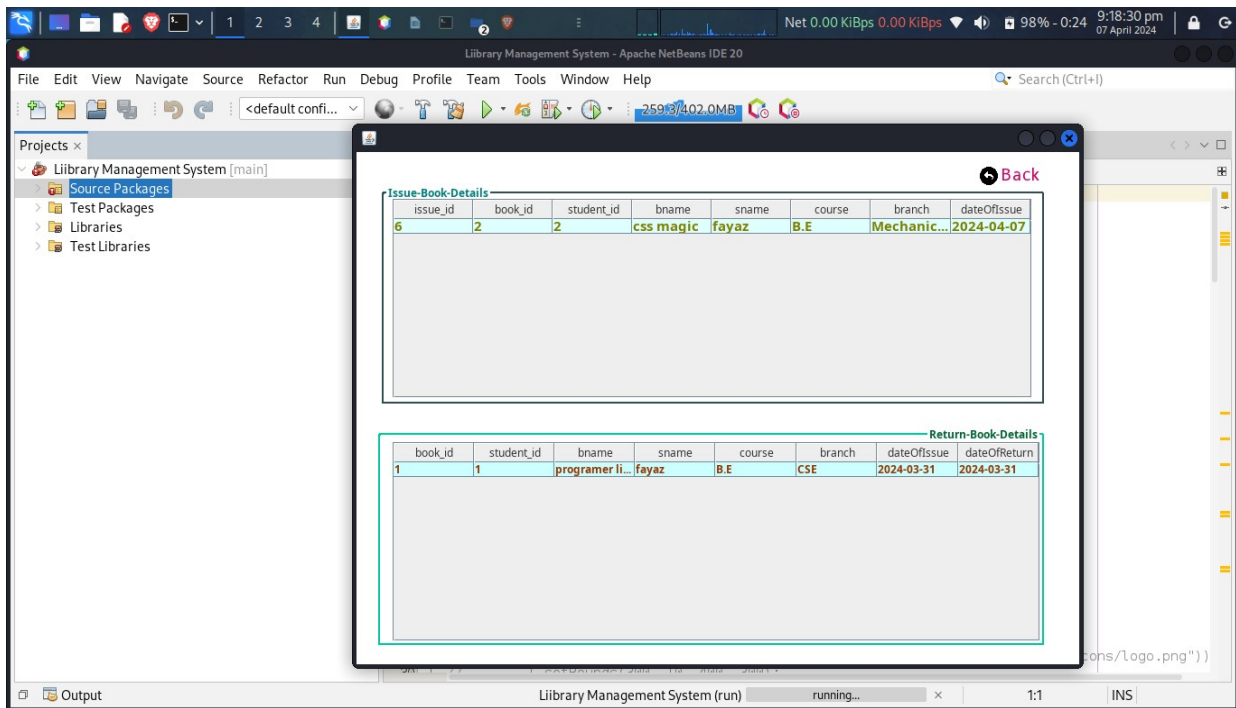 1 2 3 4 2 Net 0.00 KiBps 0.00 KiBps 98% - 0:24 9:18:30 pm
07 April 2024
Liibrary Management System - Apache NetBeans IDE 20
File Edit View Navigate Source Refactor Run Debug Profile Team Tools Window Help Search (Ctrl+I)
<default confi... 259.3/402.0MB
Projects ×
Liibrary Management System [main]
Source Packages
Test Packages
Libraries
Test Libraries
Back
Issue-Book-Details
issue_id book_id student_id bname sname course branch dateOfIssue
6 2 2 css magic fayaz B.E Mechanic... 2024-04-07
Return-Book-Details
book_id student_id bname sname course branch dateOfIssue dateOfReturn
1 1 programer li... fayaz B.E CSE 2024-03-31 2024-03-31
cons/logo.png"))
Output Liibrary Management System (run) running... × 1:1 INS